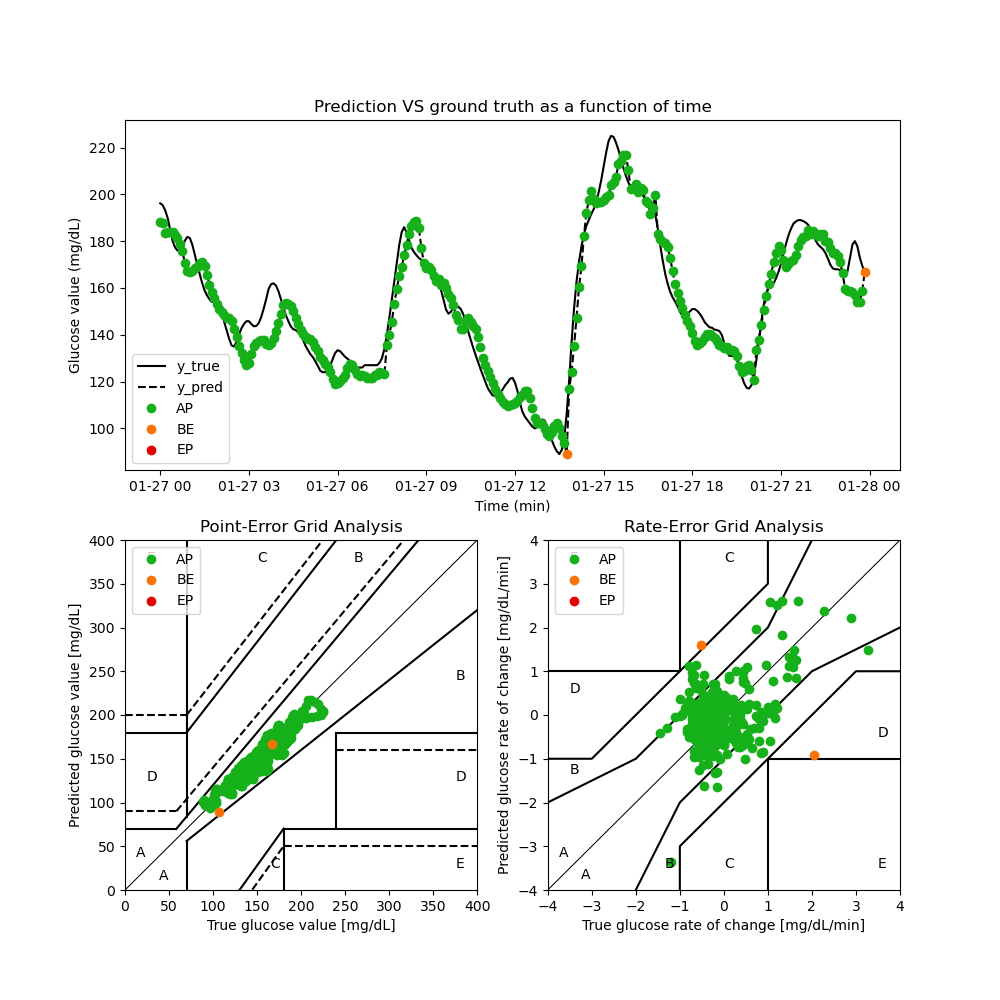 Prediction VS ground truth as a function of time
Glucose value (mg/dL)
220
200
180
160
140
120
100
y_true
y_pred
AP
BE
EP
01-27 00 01-27 03 01-27 06 01-27 09 01-27 12 01-27 15 01-27 18 01-27 21 01-28 00
Time (min)
Point-Error Grid Analysis
Predicted glucose value [mg/dL]
400
350
300
250
200
150
100
50
0
AP
BE
EP
C
B
B
D
D
A
A
C
E
0 50 100 150 200 250 300 350 400
True glucose value [mg/dL]
Rate-Error Grid Analysis
Predicted glucose rate of change [mg/dL/min]
4
3
2
1
0
−1
−2
−3
−4
AP
BE
EP
C
D
D
B
A
A
B
C
E
−4 −3 −2 −1 0 1 2 3 4
True glucose rate of change [mg/dL/min]